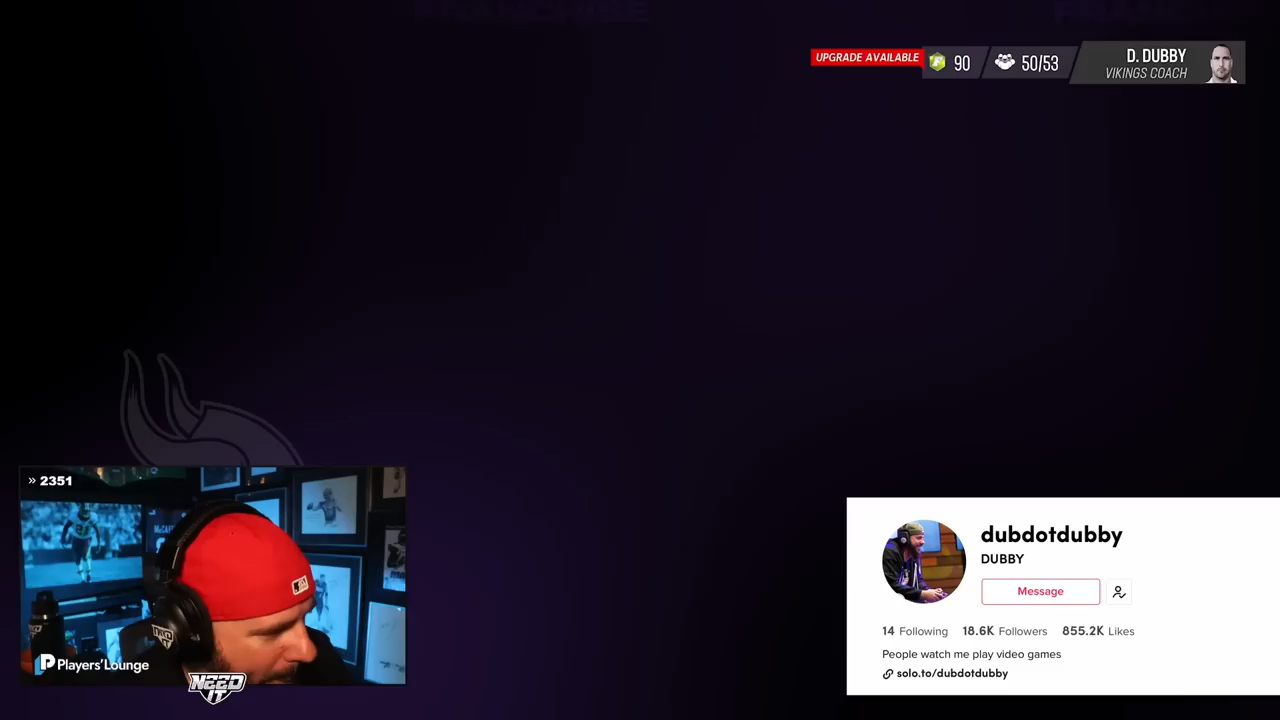 UPGRADE AVAILABLE
90
50/53
D. DUBBY
VIKINGS COACH
» 2351
Players'Lounge
NEED IT
dubdotdubby
DUBBY
Message
14 Following 18.6K Followers 855.2K Likes
People watch me play video games
solo.to/dubdotdubby